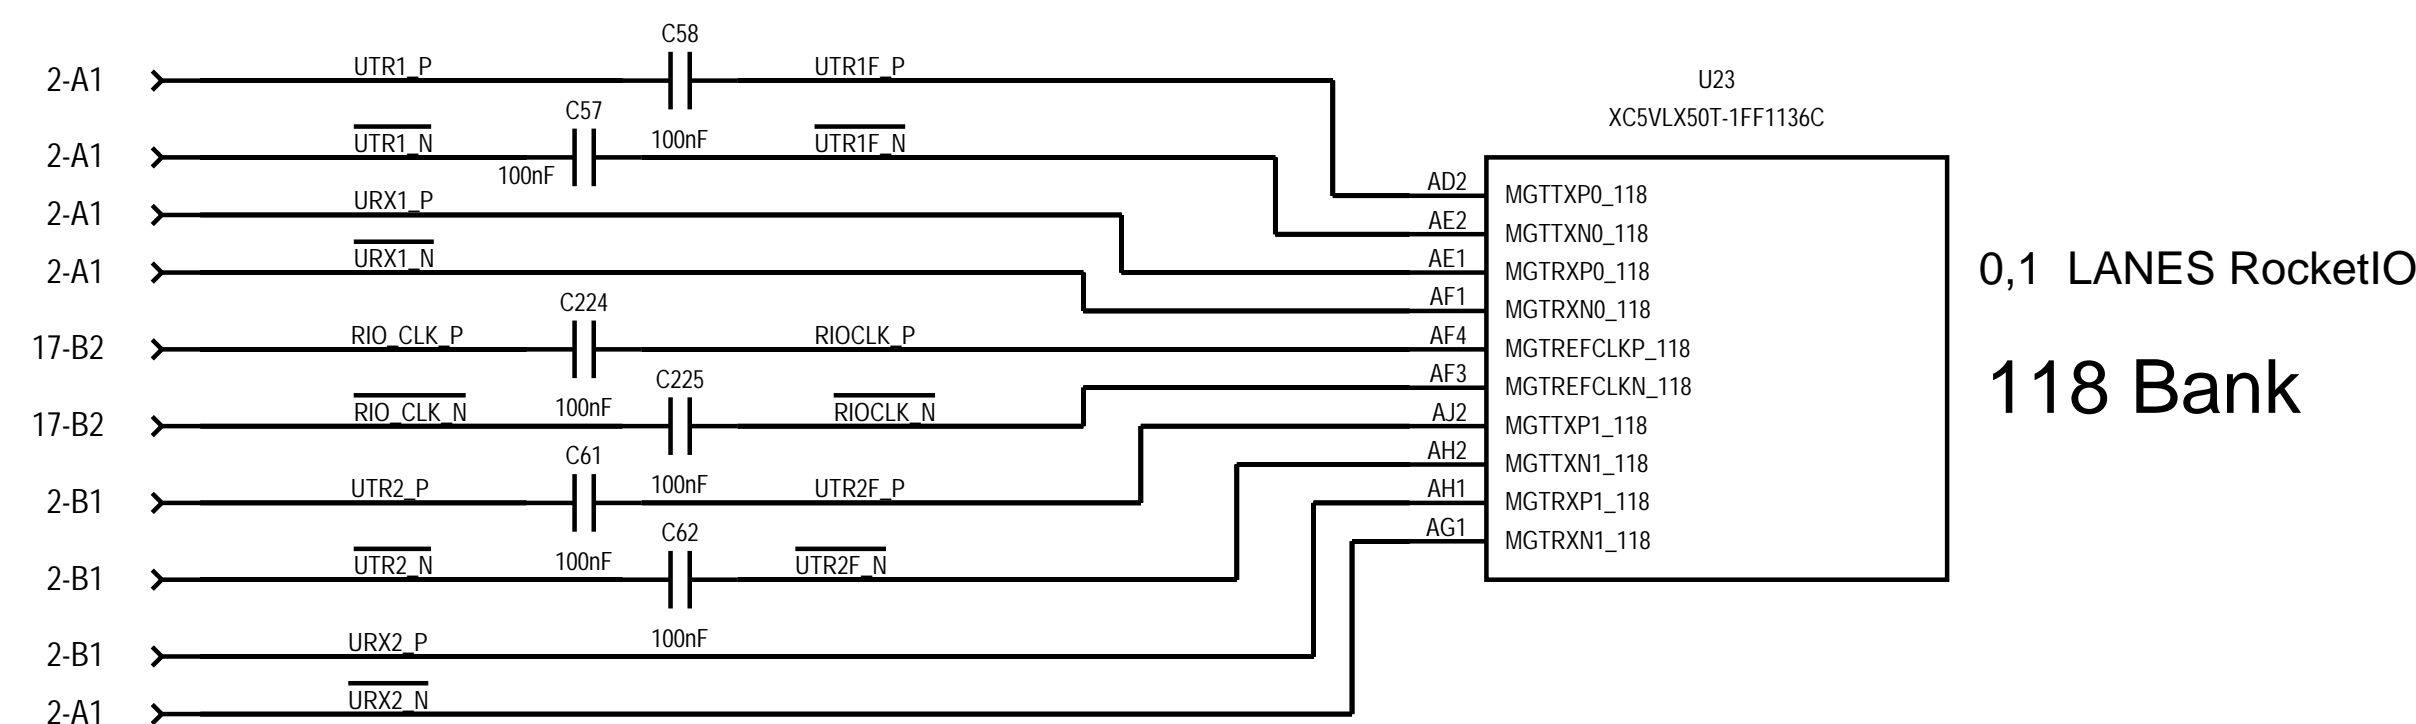 C58
2-A1 UTR1_P UTR1F_P
U23
C57
XC5VLX50T-1FF1136C
100nF
2-A1 UTR1_N UTR1F_N
100nF
AD2 MGTTXP0_118
2-A1 URX1_P
AE2 MGTTXN0_118
2-A1 URX1_N
AE1 MGTRXP0_118
0,1 LANES RocketIO
C224
AF1 MGTRXN0_118
17-B2 RIO_CLK_P RIOCLK_P AF4 MGTREFCLKP_118
C225
AF3 MGTREFCLKN_118
118 Bank
100nF
17-B2 RIO_CLK_N RIOCLK_N AJ2 MGTTXP1_118
C61
AH2 MGTTXN1_118
100nF
2-B1 UTR2_P UTR2F_P AH1 MGTRXP1_118
C62
AG1 MGTRXN1_118
100nF
2-B1 UTR2_N UTR2F_N
100nF
2-B1 URX2_P
2-A1 URX2_N